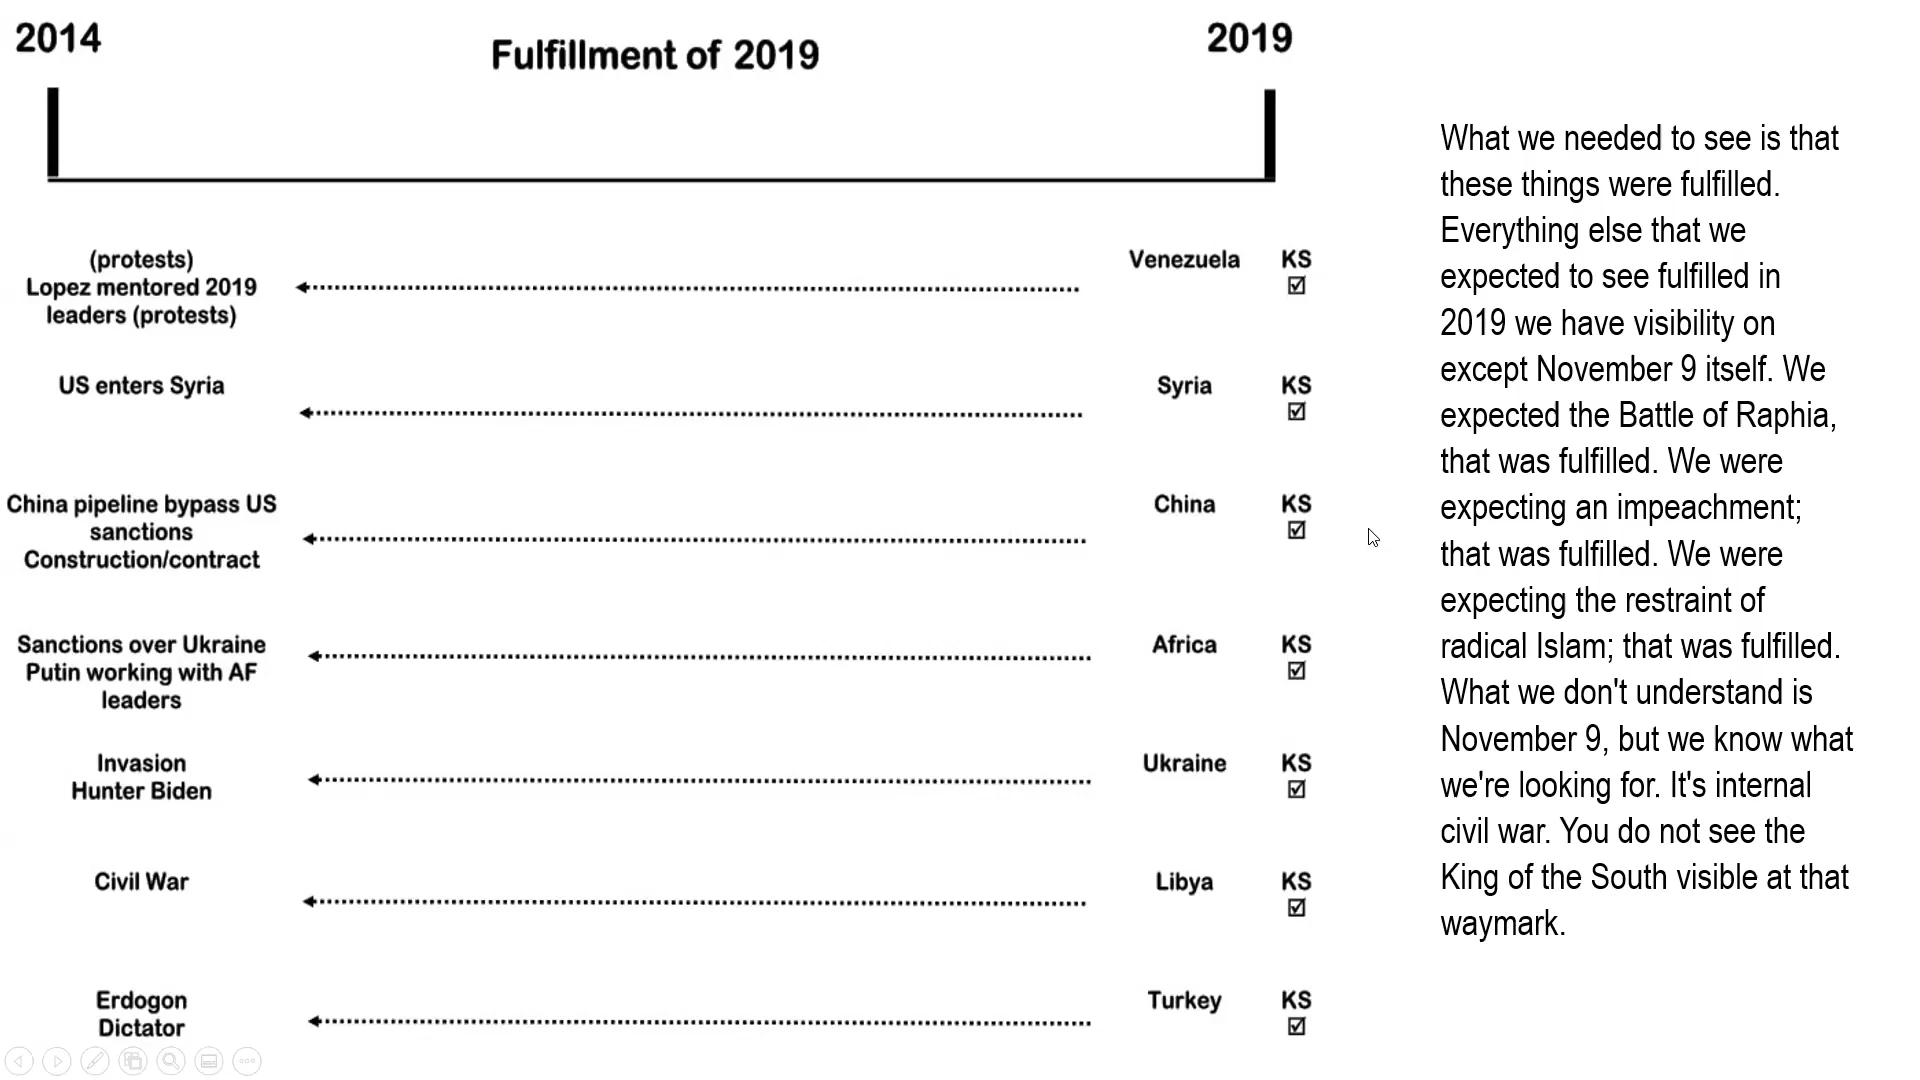 2014
Fulfillment of 2019
2019
(protests)
Lopez mentored 2019
leaders (protests)
Venezuela
KS
US enters Syria
Syria
KS
China pipeline bypass US
sanctions
Construction/contract
China
KS
Sanctions over Ukraine
Putin working with AF
leaders
Africa
KS
Invasion
Hunter Biden
Ukraine
KS
Civil War
Libya
KS
Erdogon
Dictator
Turkey
KS
What we needed to see is that
these things were fulfilled.
Everything else that we
expected to see fulfilled in
2019 we have visibility on
except November 9 itself. We
expected the Battle of Raphia,
that was fulfilled. We were
expecting an impeachment;
that was fulfilled. We were
expecting the restraint of
radical Islam; that was fulfilled.
What we don't understand is
November 9, but we know what
we're looking for. It's internal
civil war. You do not see the
King of the South visible at that
waymark.